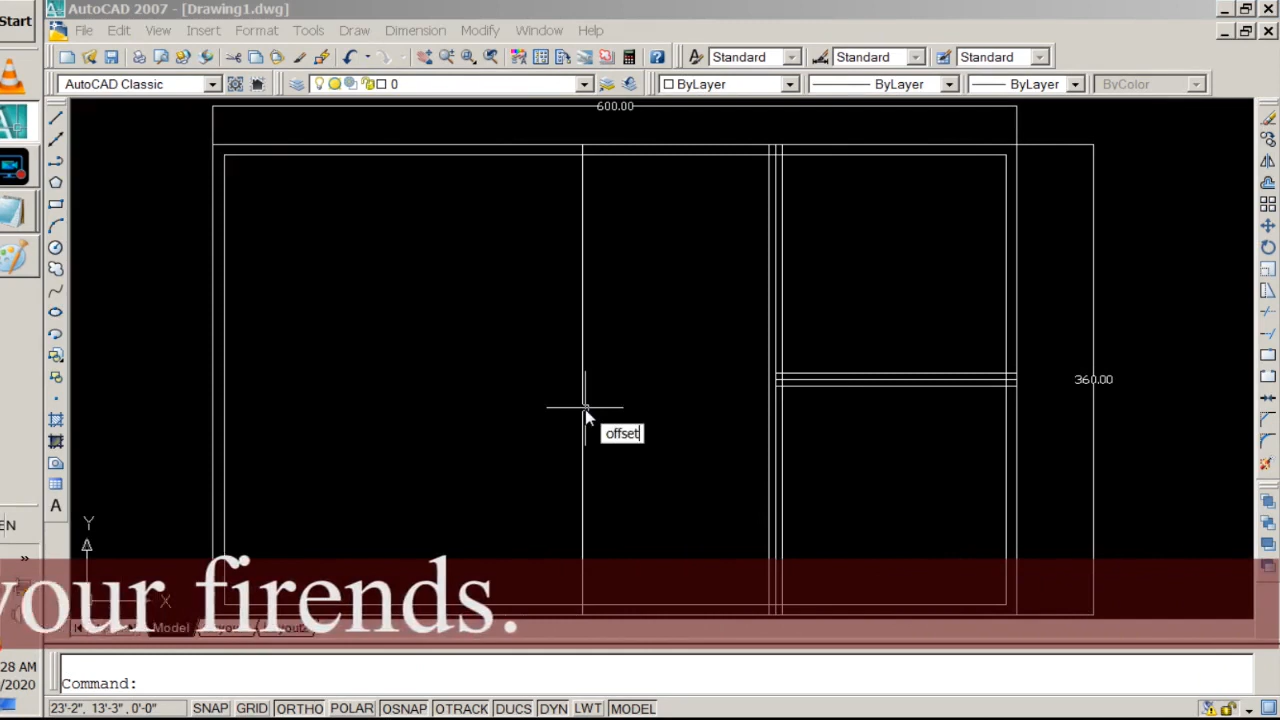 Start
AutoCAD 2007 - [Drawing1.dwg]
File Edit View Insert Format Tools Draw Dimension Modify Window Help
Standard Standard Standard
AutoCAD Classic 0 ByLayer ByLayer ByLayer ByColor
600.00
360.00
offset
A
EN
»
Y
X
your firends.
Model
28 AM
/2020
Command:
23'-2", 13'-3", 0'-0" SNAP GRID ORTHO POLAR OSNAP OTRACK DUCS DYN LWT MODEL